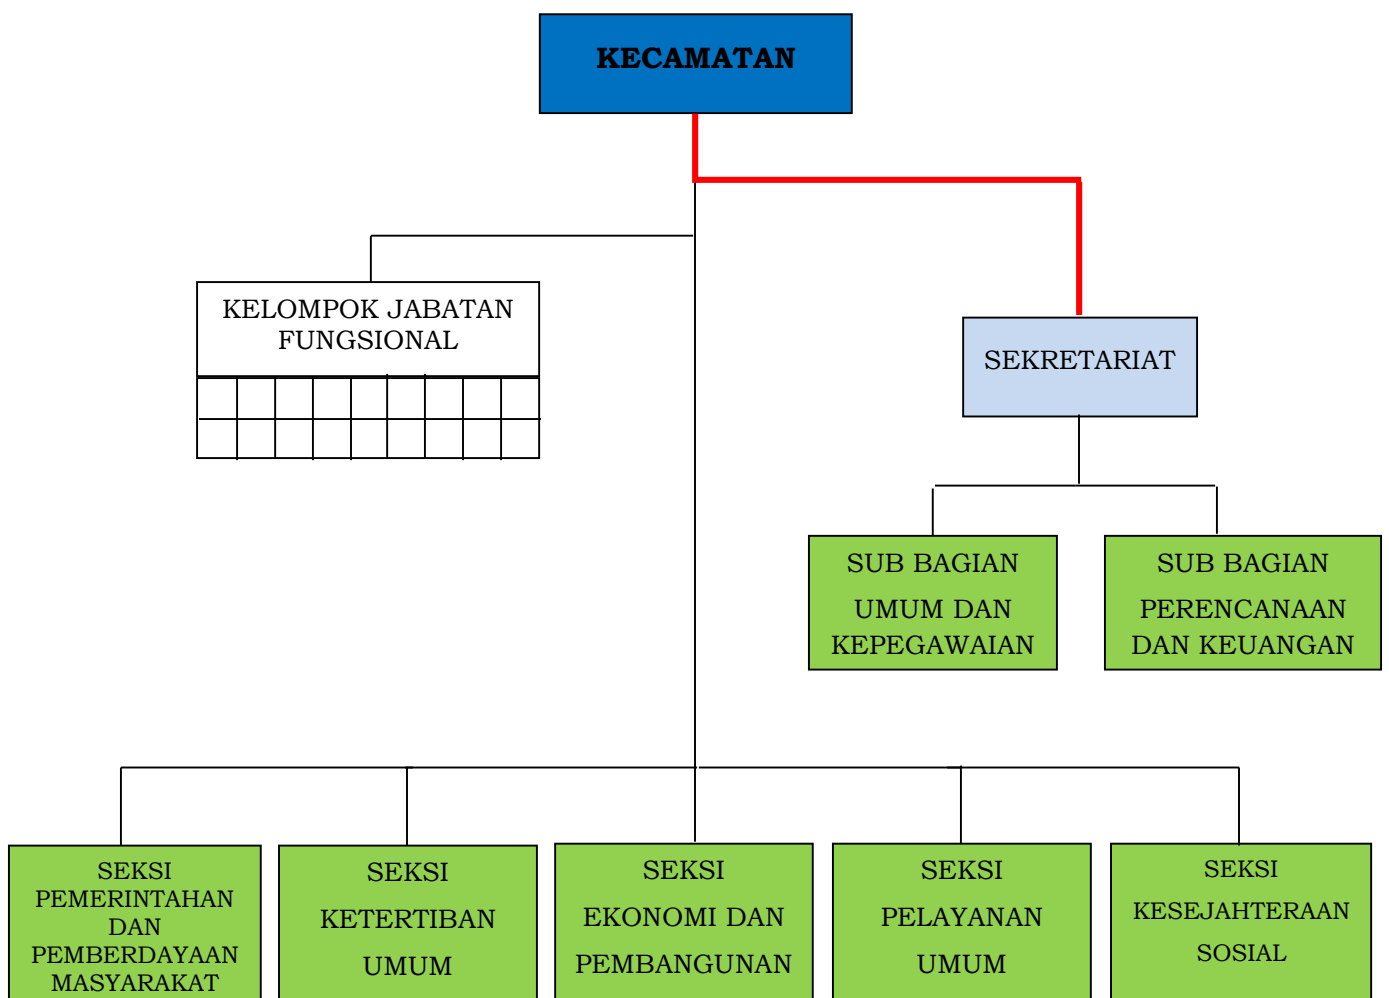 KECAMATAN
KELOMPOK JABATAN
FUNGSIONAL
SEKRETARIAT
SUB BAGIAN
UMUM DAN
KEPEGAWAIAN
SUB BAGIAN
PERENCANAAN
DAN KEUANGAN
SEKSI
PEMERINTAHAN
DAN
PEMBERDAYAAN
MASYARAKAT
SEKSI
KETERTIBAN
UMUM
SEKSI
EKONOMI DAN
PEMBANGUNAN
SEKSI
PELAYANAN
UMUM
SEKSI
KESEJAHTERAAN
SOSIAL